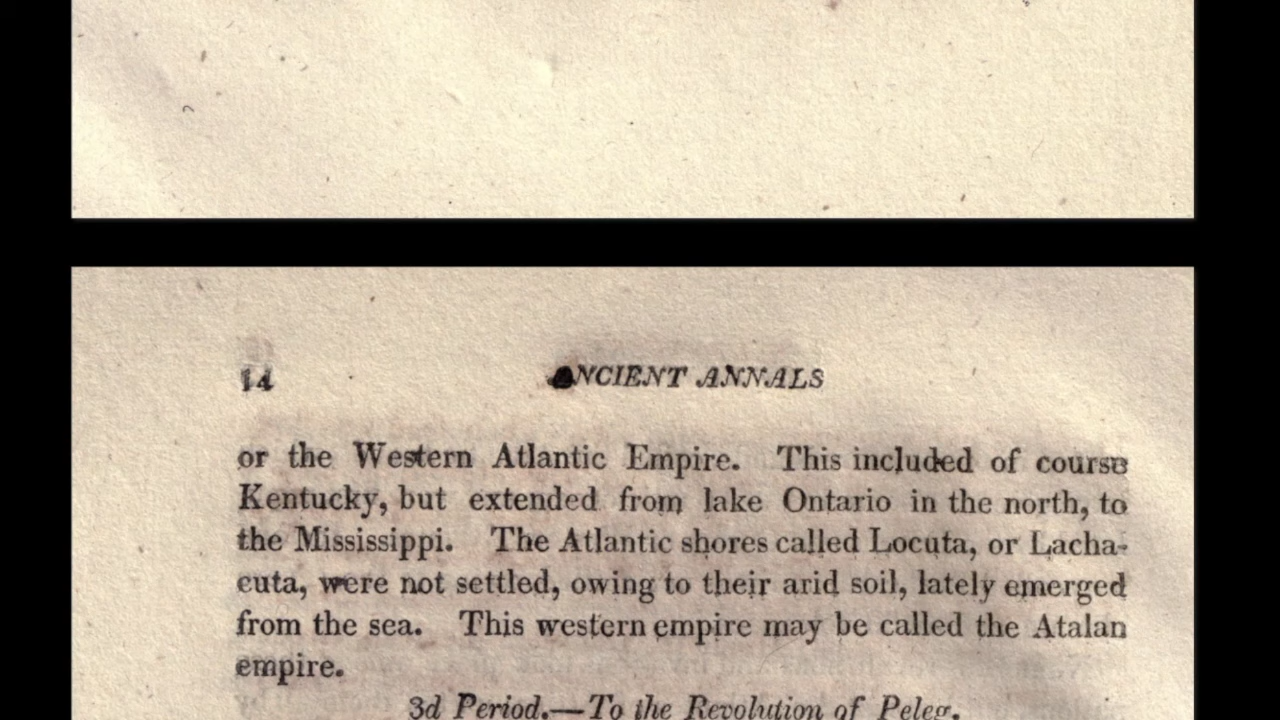 14
ANCIENT ANNALS
or the Western Atlantic Empire. This included of course
Kentucky, but extended from lake Ontario in the north, to
the Mississippi. The Atlantic shores called Locuta, or Lacha-
cuta, were not settled, owing to their arid soil, lately emerged
from the sea. This western empire may be called the Atalan
empire.
3d Period.—To the Revolution of Peleg.